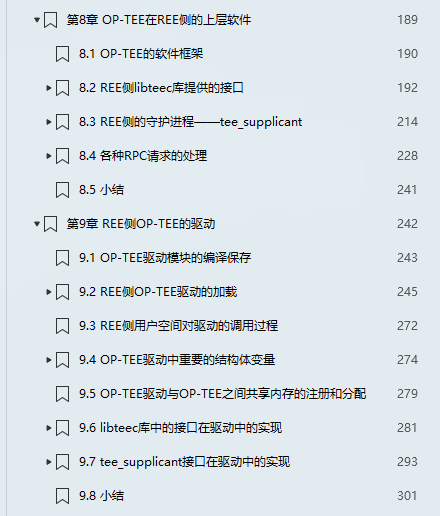 第8章 OP-TEE在REE侧的上层软件 189
8.1 OP-TEE的软件框架 190
8.2 REE侧libteec库提供的接口 192
8.3 REE侧的守护进程——tee_supplicant 214
8.4 各种RPC请求的处理 228
8.5 小结 241
第9章 REE侧OP-TEE的驱动 242
9.1 OP-TEE驱动模块的编译保存 243
9.2 REE侧OP-TEE驱动的加载 245
9.3 REE侧用户空间对驱动的调用过程 272
9.4 OP-TEE驱动中重要的结构体变量 274
9.5 OP-TEE驱动与OP-TEE之间共享内存的注册和分配 279
9.6 libteec库中的接口在驱动中的实现 281
9.7 tee_supplicant接口在驱动中的实现 293
9.8 小结 301